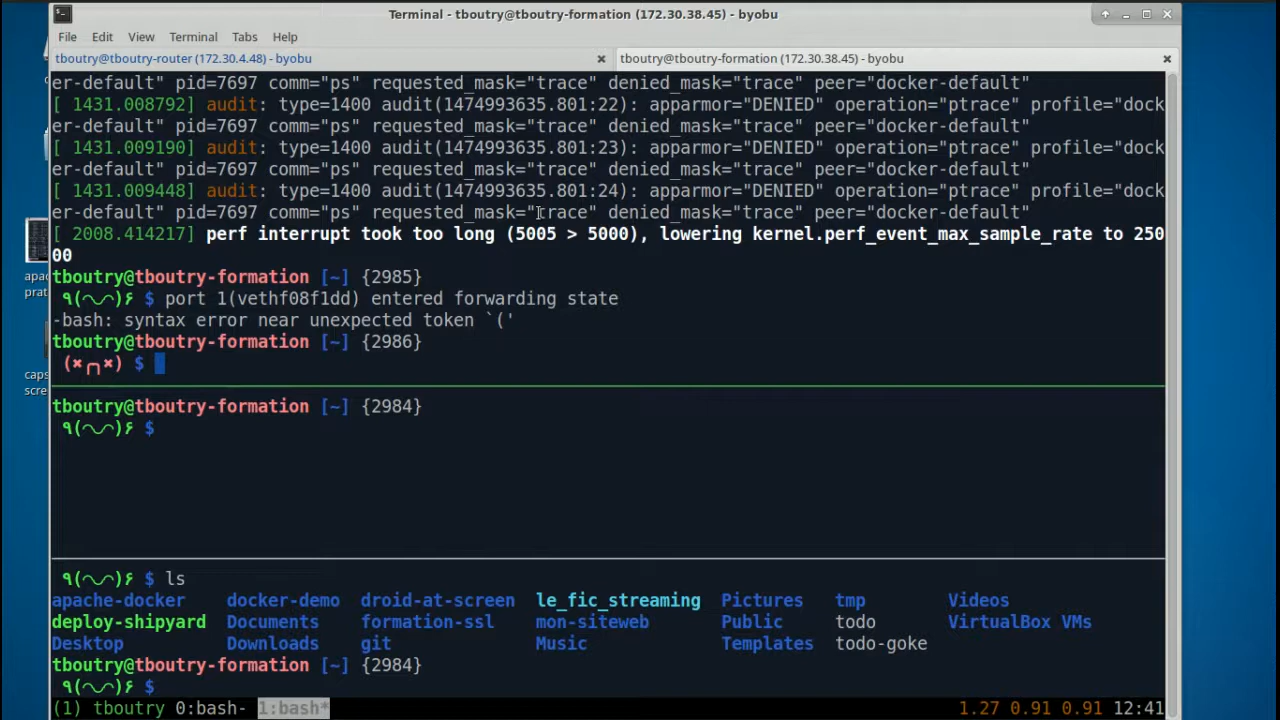 Terminal - tboutry@tboutry-formation (172.30.38.45) - byobu
File Edit View Terminal Tabs Help
tboutry@tboutry-router (172.30.4.48) - byobu
tboutry@tboutry-formation (172.30.38.45) - byobu
er-default" pid=7697 comm="ps" requested_mask="trace" denied_mask="trace" peer="docker-default"
[ 1431.008792] audit: type=1400 audit(1474993635.801:22): apparmor="DENIED" operation="ptrace" profile="dock
er-default" pid=7697 comm="ps" requested_mask="trace" denied_mask="trace" peer="docker-default"
[ 1431.009190] audit: type=1400 audit(1474993635.801:23): apparmor="DENIED" operation="ptrace" profile="dock
er-default" pid=7697 comm="ps" requested_mask="trace" denied_mask="trace" peer="docker-default"
[ 1431.009448] audit: type=1400 audit(1474993635.801:24): apparmor="DENIED" operation="ptrace" profile="dock
er-default" pid=7697 comm="ps" requested_mask="trace" denied_mask="trace" peer="docker-default"
[ 2008.414217] perf interrupt took too long (5005 > 5000), lowering kernel.perf_event_max_sample_rate to 250
00
tboutry@tboutry-formation [~] {2985}
٩(◡◡)۶ $ port 1(vethf08f1dd) entered forwarding state
-bash: syntax error near unexpected token `('
tboutry@tboutry-formation [~] {2986}
(✖╭╮✖) $
tboutry@tboutry-formation [~] {2984}
٩(◡◡)۶ $
٩(◡◡)۶ $ ls
apache-docker docker-demo droid-at-screen le_fic_streaming Pictures tmp Videos
deploy-shipyard Documents formation-ssl mon-siteweb Public todo VirtualBox VMs
Desktop Downloads git Music Templates todo-goke
tboutry@tboutry-formation [~] {2984}
٩(◡◡)۶ $
(1) tboutry 0:bash- 1:bash* 1.27 0.91 0.91 12:41
apac
prat
caps
scre